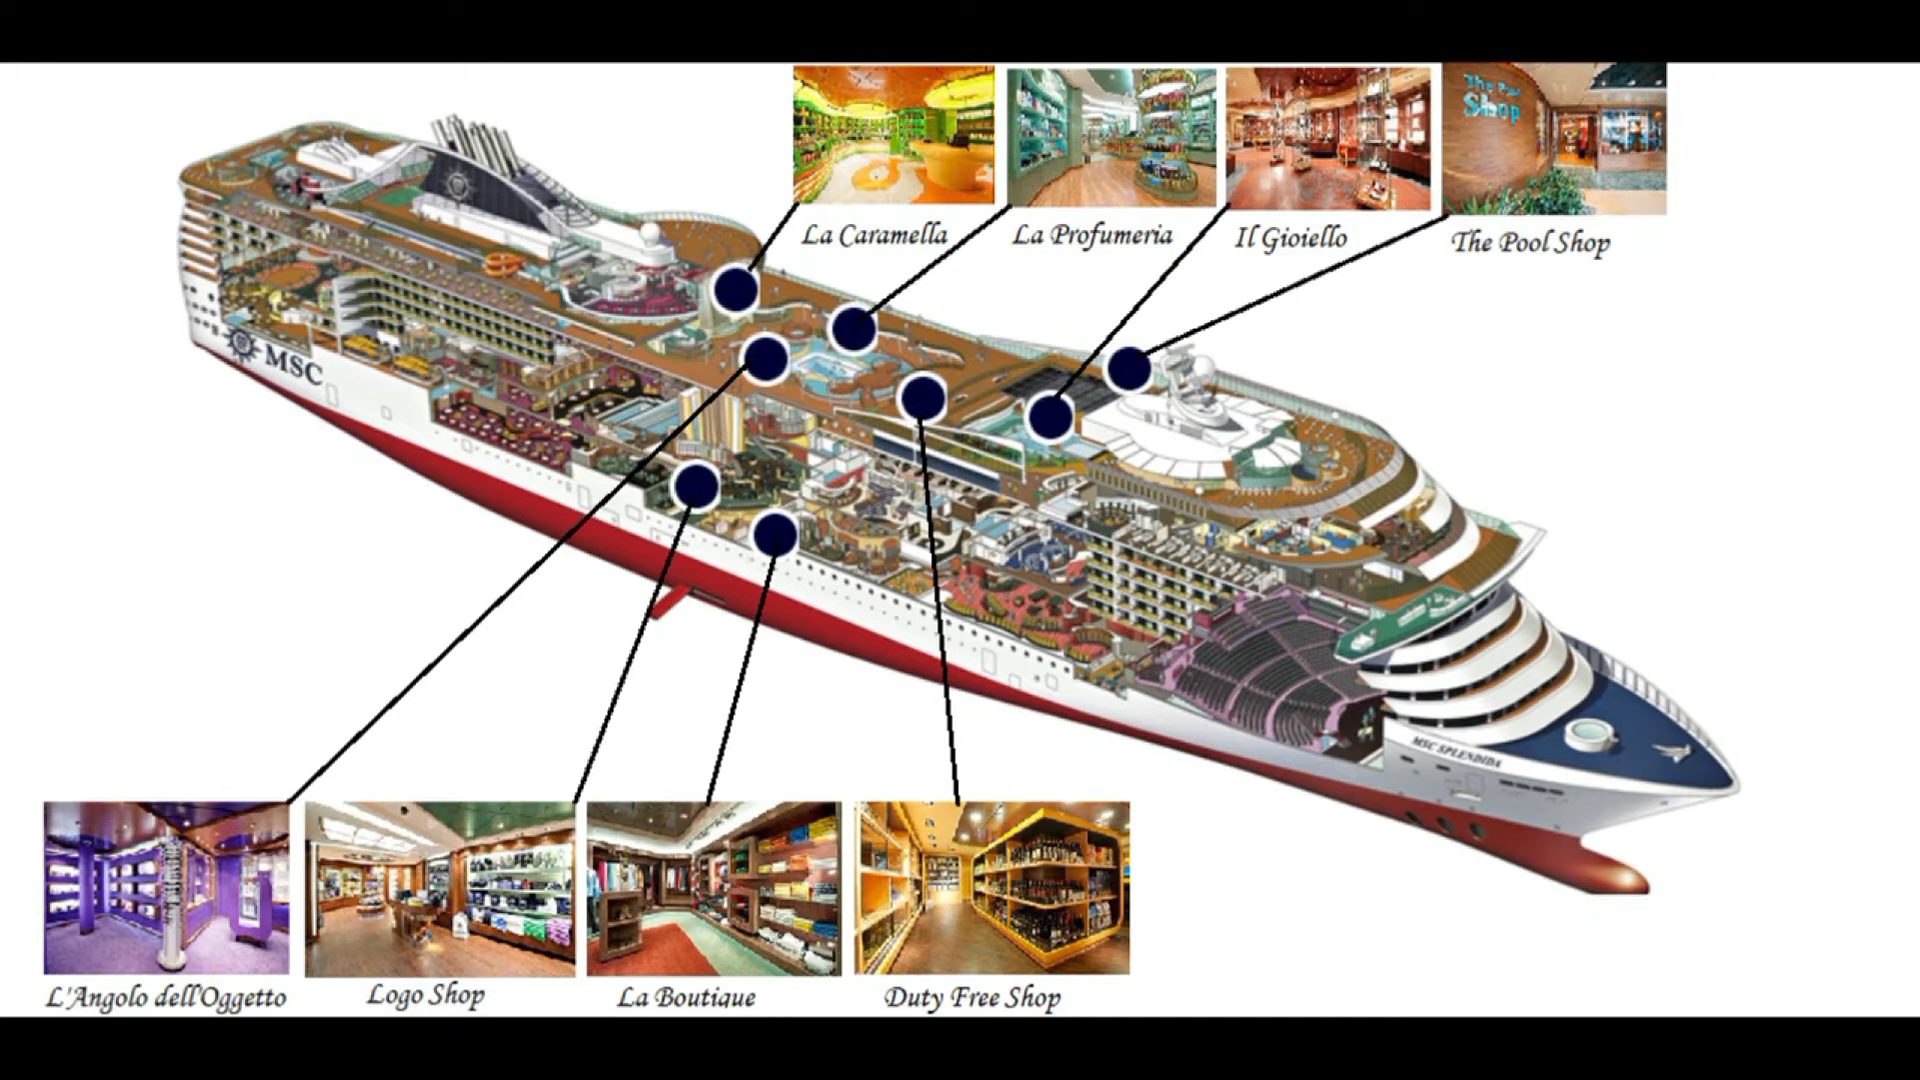 The Pool
Shop
La Caramella
La Profumeria
Il Gioiello
The Pool Shop
MSC
MSC SPLENDIDA
L'Angolo dell'Oggetto
Logo Shop
La Boutique
Duty Free Shop